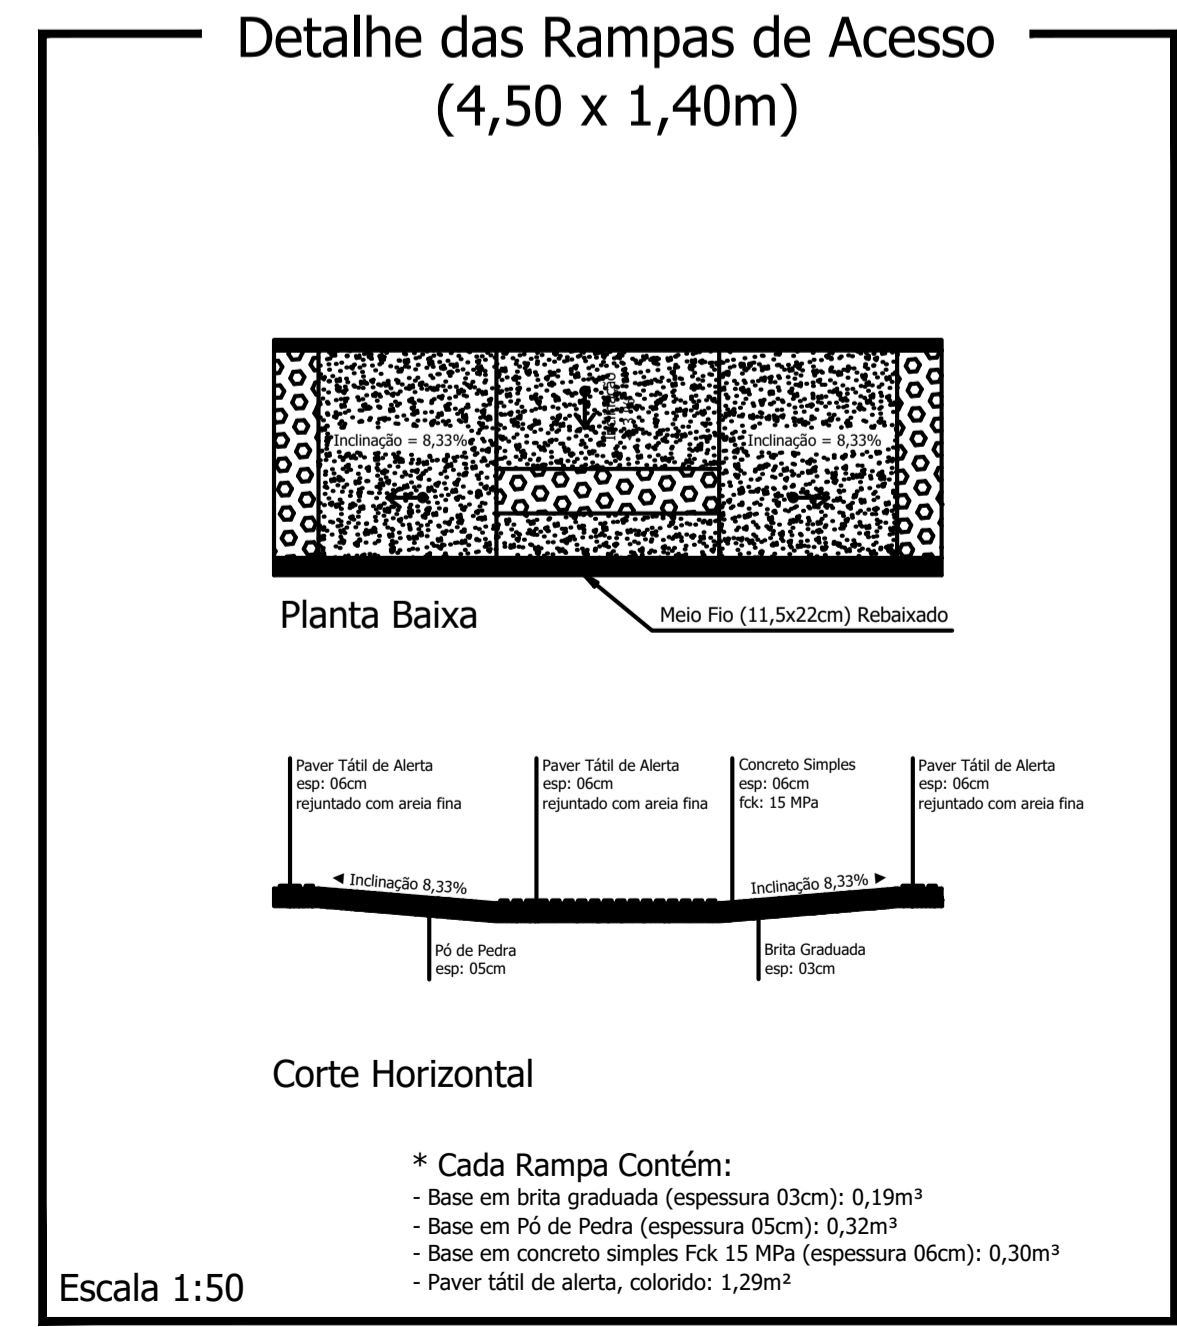 Detalhe das Rampas de Acesso
(4,50 x 1,40m)
Inclinação = 8,33%
Inclinação = 8,33%
Planta Baixa
Meio Fio (11,5x22cm) Rebaixado
Paver Tátil de Alerta
esp: 06cm
rejuntado com areia fina
Paver Tátil de Alerta
esp: 06cm
rejuntado com areia fina
Concreto Simples
esp: 06cm
fck: 15 MPa
Paver Tátil de Alerta
esp: 06cm
rejuntado com areia fina
◄ Inclinação 8,33%
Inclinação 8,33% ►
Pó de Pedra
esp: 05cm
Brita Graduada
esp: 03cm
Corte Horizontal
* Cada Rampa Contém:
- Base em brita graduada (espessura 03cm): 0,19m³
- Base em Pó de Pedra (espessura 05cm): 0,32m³
- Base em concreto simples Fck 15 MPa (espessura 06cm): 0,30m³
- Paver tátil de alerta, colorido: 1,29m²
Escala 1:50